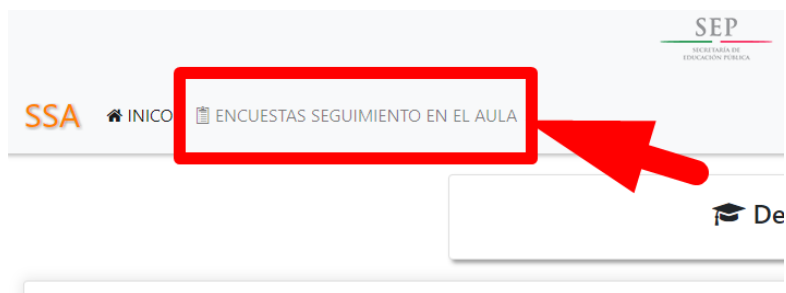 SEP
SECRETARÍA DE
EDUCACIÓN PÚBLICA
SSA INICO ENCUESTAS SEGUIMIENTO EN EL AULA
De